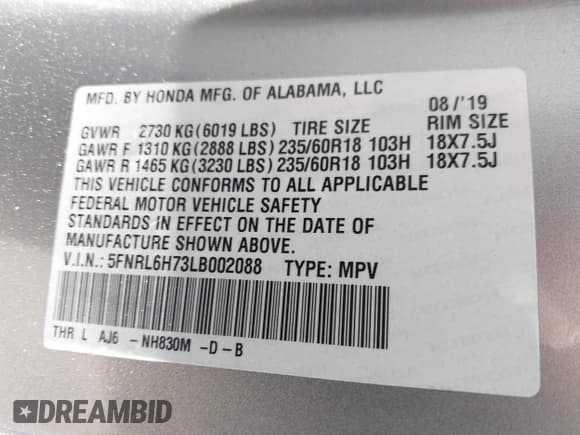 MFD. BY HONDA MFG. OF ALABAMA, LLC
08/'19
GVWR 2730 KG(6019 LBS) TIRE SIZE RIM SIZE
GAWR F 1310 KG(2888 LBS) 235/60R18 103H 18X7.5J
GAWR R 1465 KG(3230 LBS) 235/60R18 103H 18X7.5J
THIS VEHICLE CONFORMS TO ALL APPLICABLE
FEDERAL MOTOR VEHICLE SAFETY
STANDARDS IN EFFECT ON THE DATE OF
MANUFACTURE SHOWN ABOVE.
V.I.N.: 5FNRL6H73LB002088 TYPE: MPV
THR L AJ6 -NH830M -D-B
DREAMBID